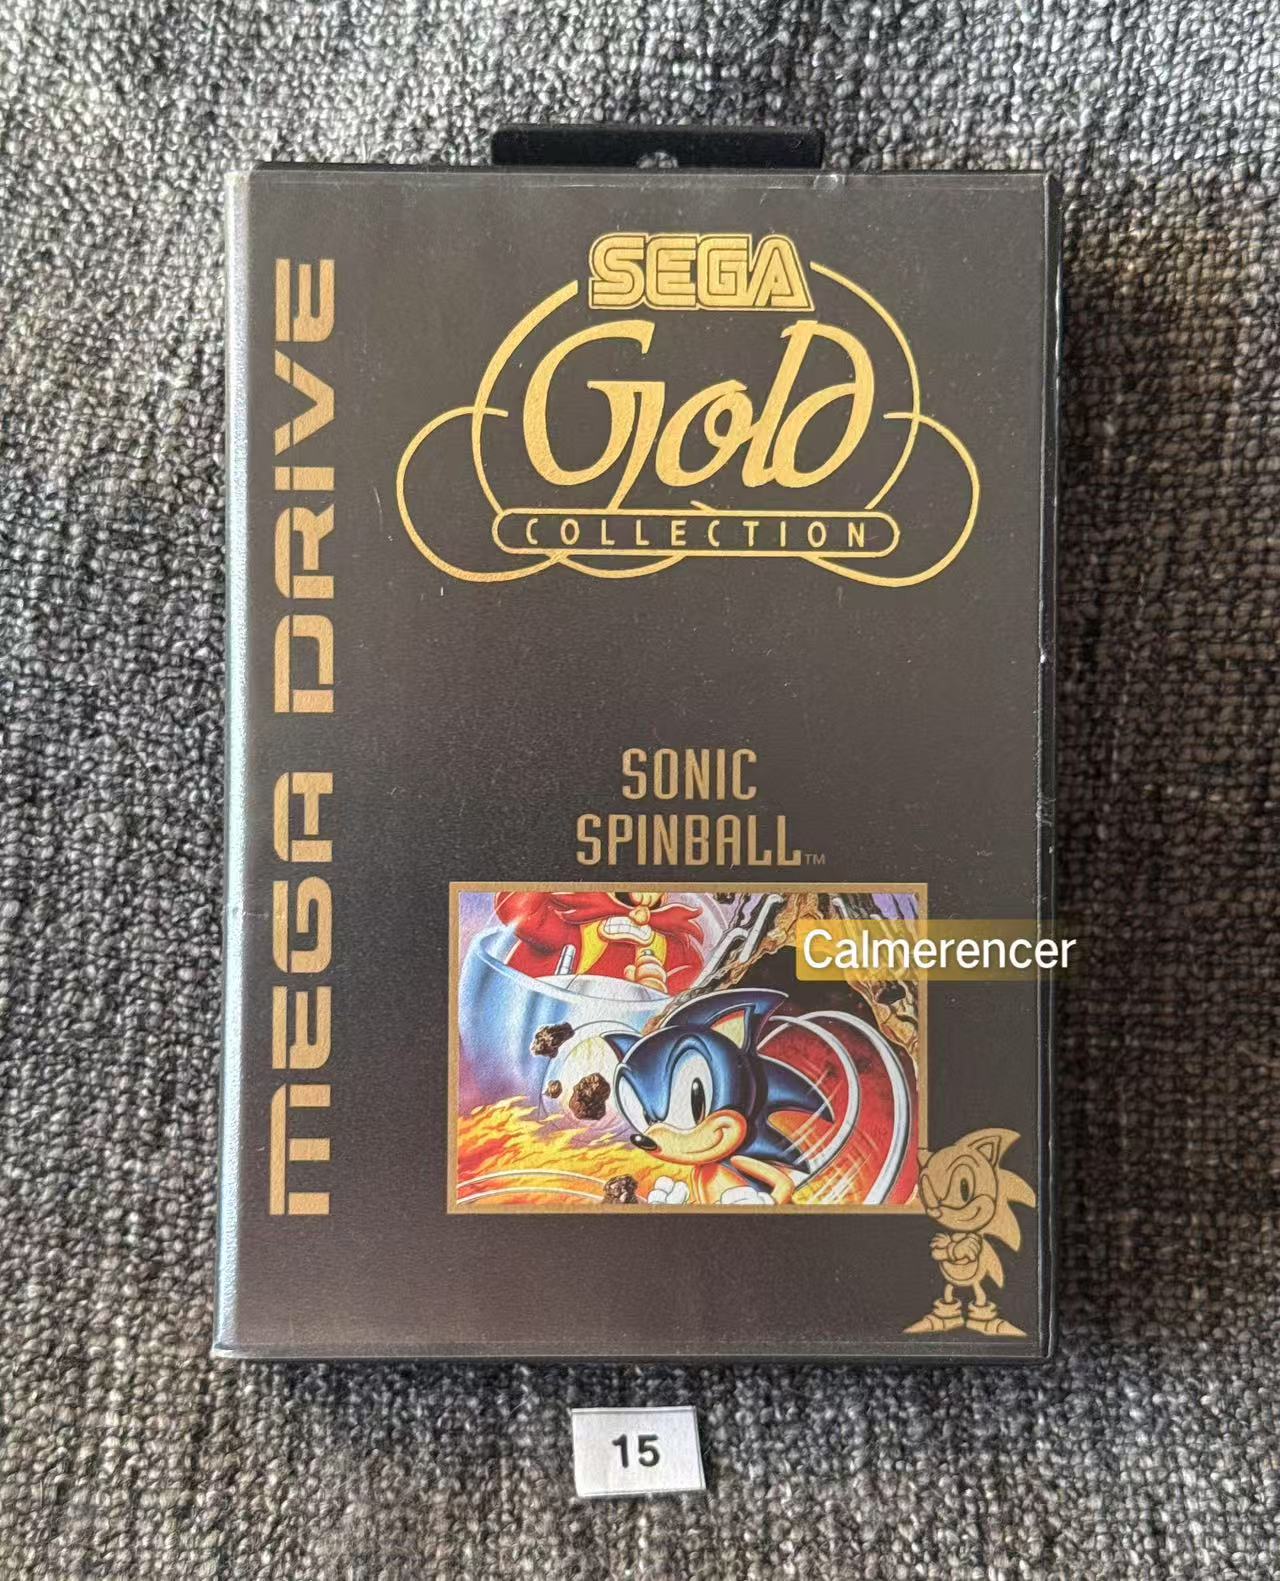 MEGA DRIVE
SEGA
Gold
COLLECTION
SONIC
SPINBALL™
Calmerencer
15